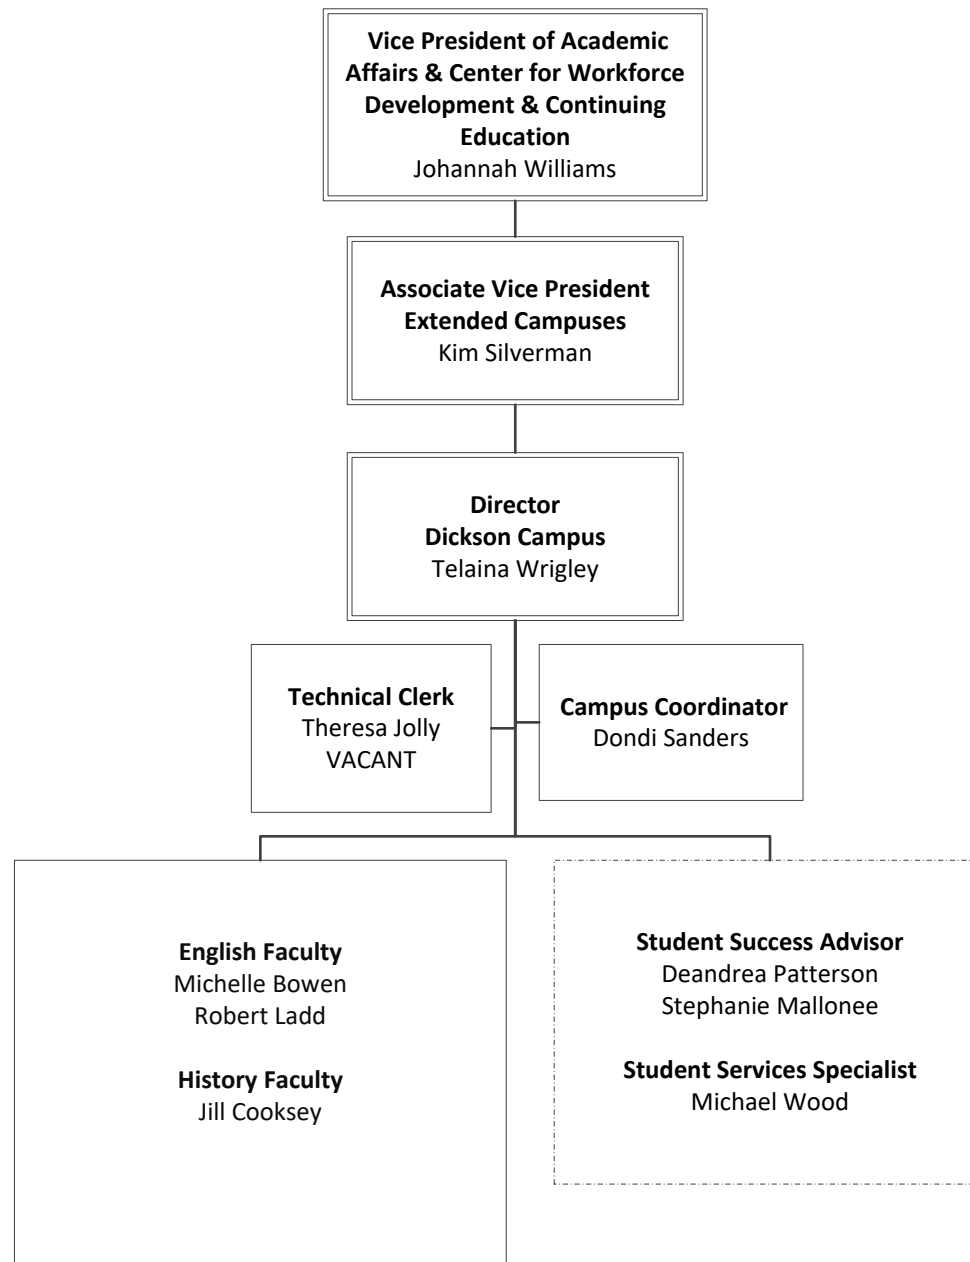 Vice President of Academic
Affairs & Center for Workforce
Development & Continuing
Education
Johannah Williams
Associate Vice President
Extended Campuses
Kim Silverman
Director
Dickson Campus
Telaina Wrigley
Technical Clerk
Theresa Jolly
VACANT
Campus Coordinator
Dondi Sanders
English Faculty
Michelle Bowen
Robert Ladd
History Faculty
Jill Cooksey
Student Success Advisor
Deandrea Patterson
Stephanie Mallonee
Student Services Specialist
Michael Wood